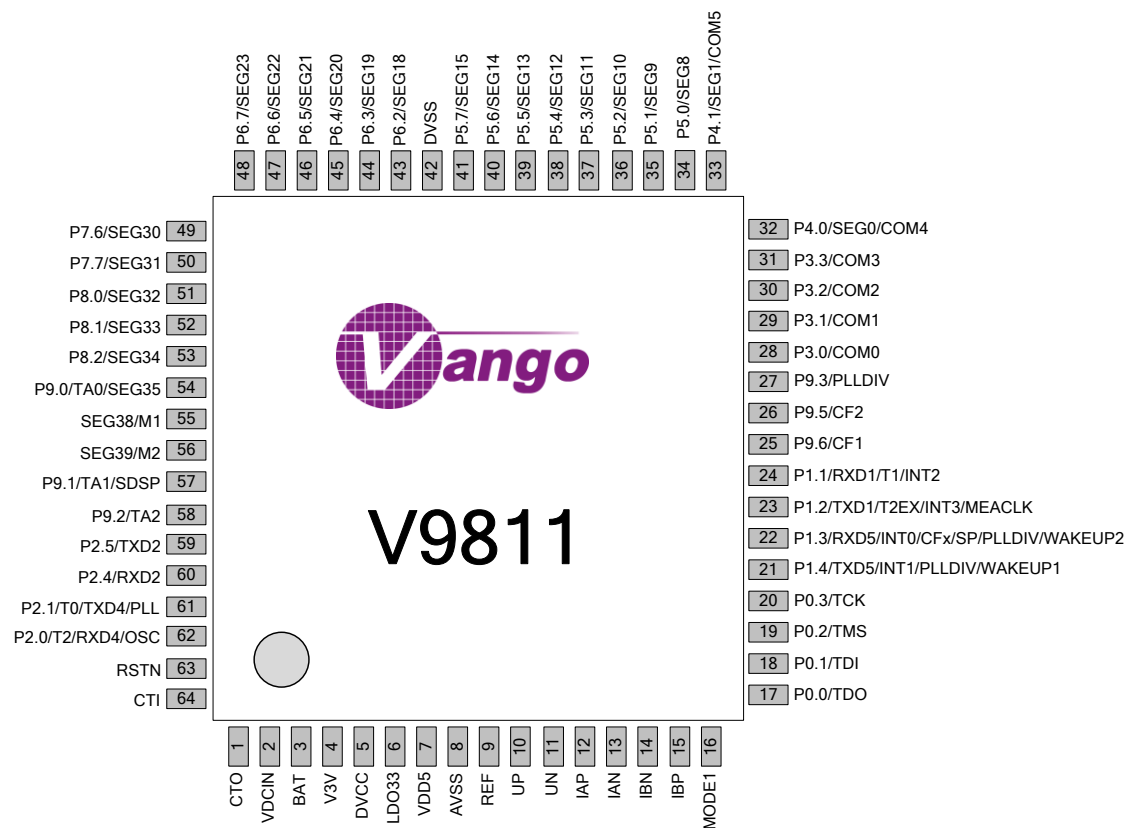 P6.7/SEG23
P6.6/SEG22
P6.5/SEG21
P6.4/SEG20
P6.3/SEG19
P6.2/SEG18
DVSS
P5.7/SEG15
P5.6/SEG14
P5.5/SEG13
P5.4/SEG12
P5.3/SEG11
P5.2/SEG10
P5.1/SEG9
P5.0/SEG8
P4.1/SEG1/COM5
48
47
46
45
44
43
42
41
40
39
38
37
36
35
34
33
P7.6/SEG30 49
P7.7/SEG31 50
P8.0/SEG32 51
P8.1/SEG33 52
P8.2/SEG34 53
P9.0/TA0/SEG35 54
SEG38/M1 55
SEG39/M2 56
P9.1/TA1/SDSP 57
P9.2/TA2 58
P2.5/TXD2 59
P2.4/RXD2 60
P2.1/T0/TXD4/PLL 61
P2.0/T2/RXD4/OSC 62
RSTN 63
CTI 64
Vango
V9811
32 P4.0/SEG0/COM4
31 P3.3/COM3
30 P3.2/COM2
29 P3.1/COM1
28 P3.0/COM0
27 P9.3/PLLDIV
26 P9.5/CF2
25 P9.6/CF1
24 P1.1/RXD1/T1/INT2
23 P1.2/TXD1/T2EX/INT3/MEACLK
22 P1.3/RXD5/INT0/CFx/SP/PLLDIV/WAKEUP2
21 P1.4/TXD5/INT1/PLLDIV/WAKEUP1
20 P0.3/TCK
19 P0.2/TMS
18 P0.1/TDI
17 P0.0/TDO
1
2
3
4
5
6
7
8
9
10
11
12
13
14
15
16
CTO
VDCIN
BAT
V3V
DVCC
LDO33
VDD5
AVSS
REF
UP
UN
IAP
IAN
IBN
IBP
MODE1